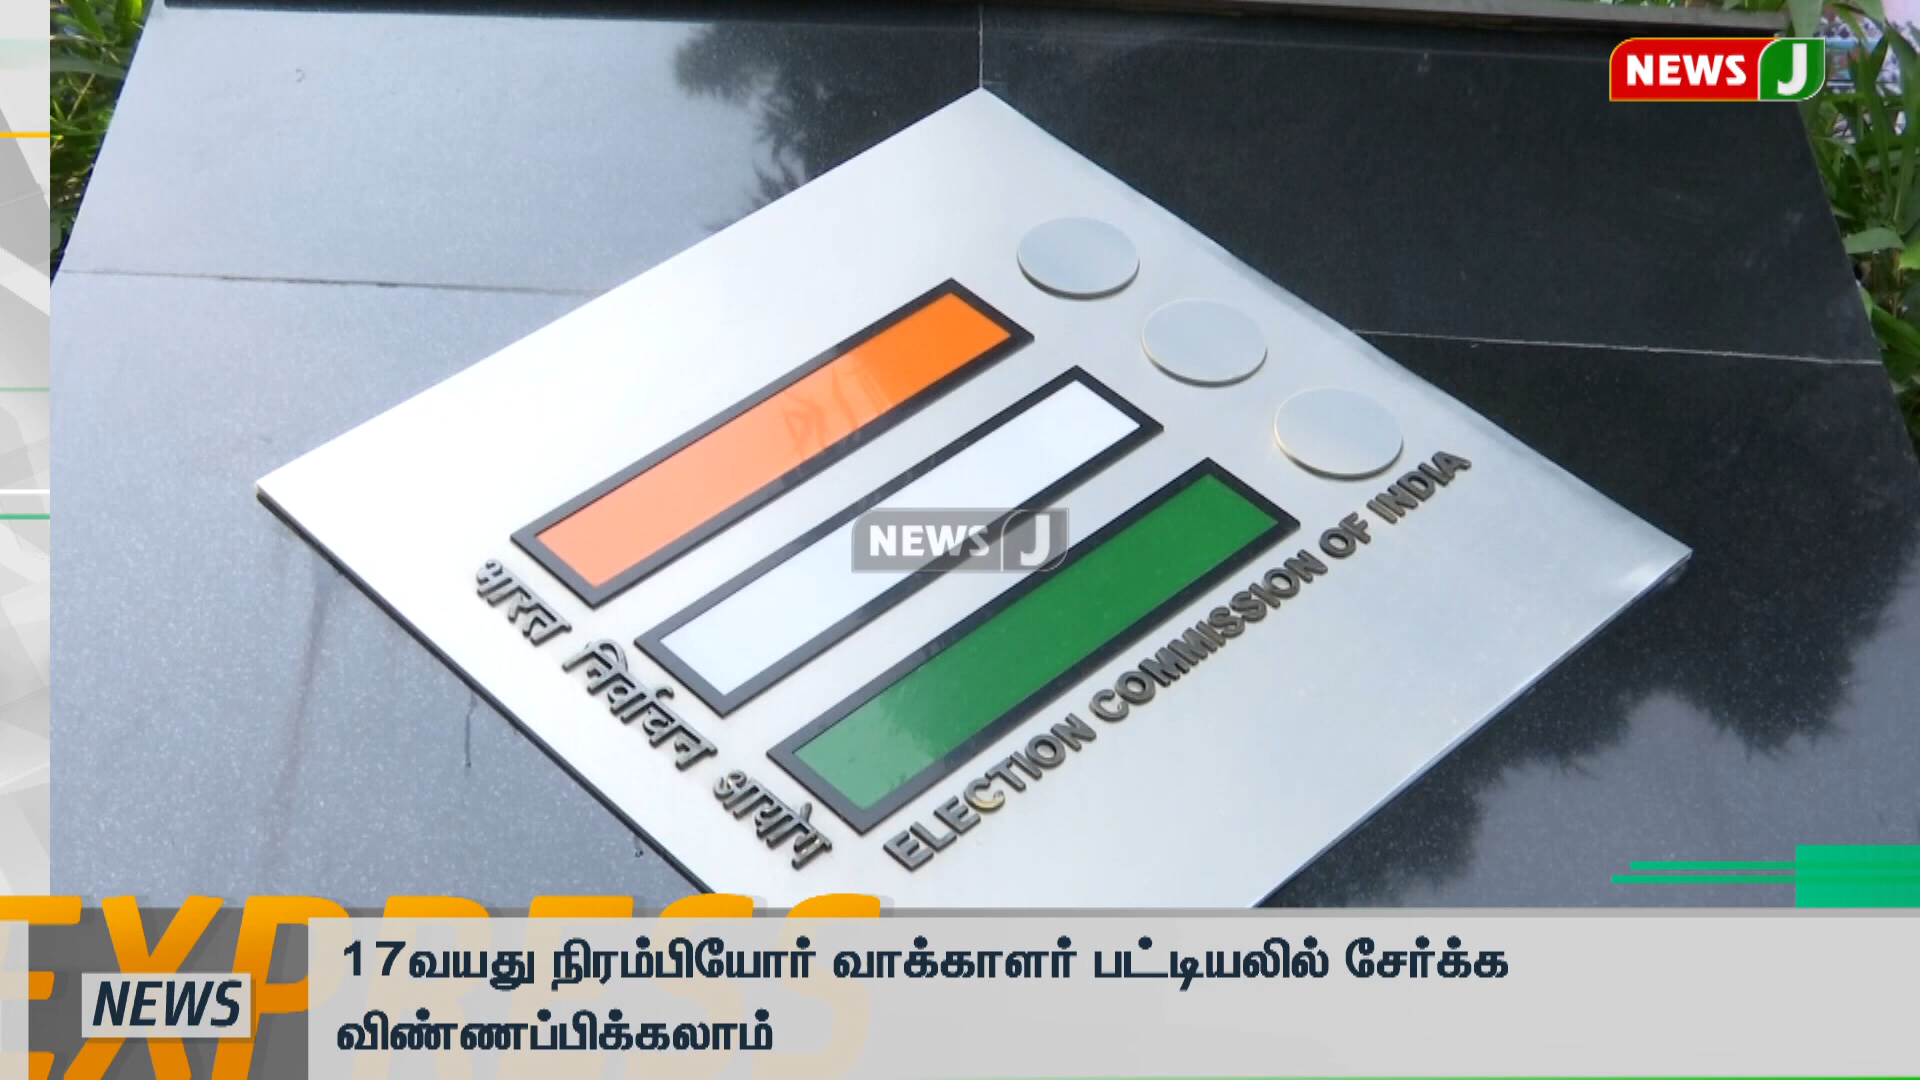 NEWS J
भारत निर्वाचन आयोग
ELECTION COMMISSION OF INDIA
NEWS J
EXPRESS
NEWS
17வயது நிரம்பியோர் வாக்காளர் பட்டியலில் சேர்க்க
விண்ணப்பிக்கலாம்